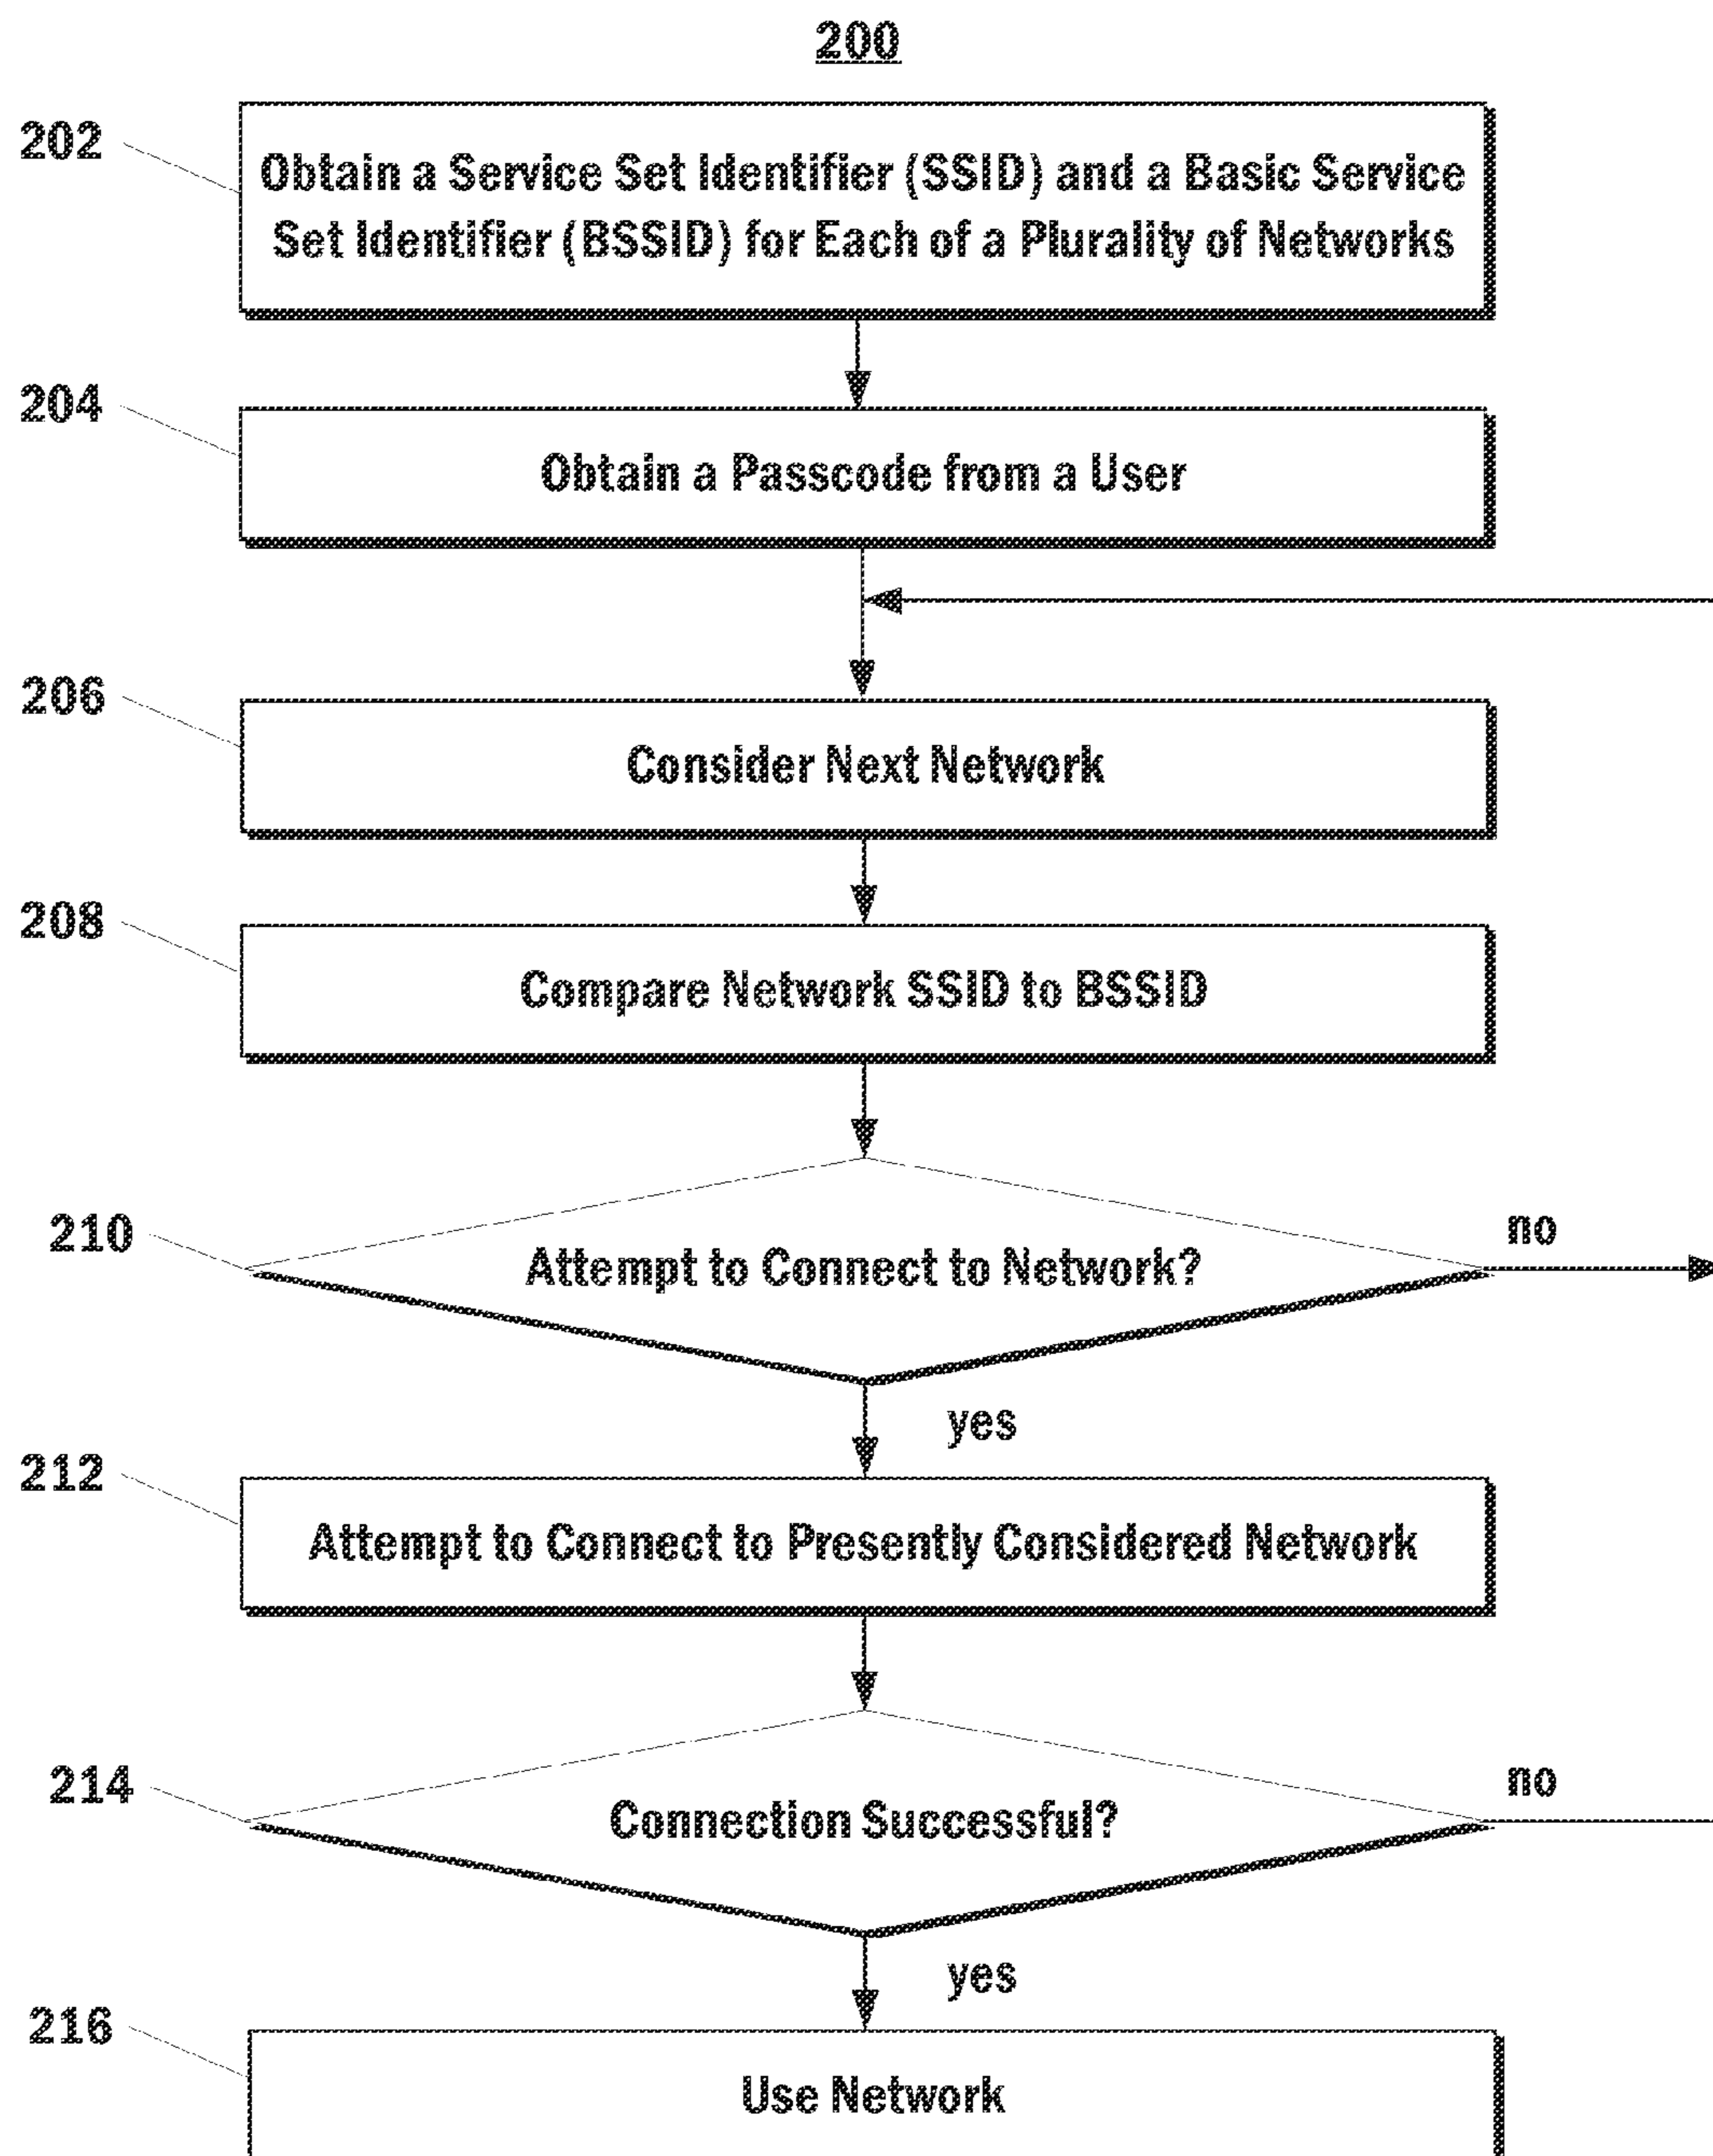 200
202
Obtain a Service Set Identifier (SSID) and a Basic Service
Set Identifier (BSSID) for Each of a Plurality of Networks
204
Obtain a Passcode from a User
206
Consider Next Network
208
Compare Network SSID to BSSID
210
Attempt to Connect to Network?
no
yes
212
Attempt to Connect to Presently Considered Network
214
Connection Successful?
no
yes
216
Use Network